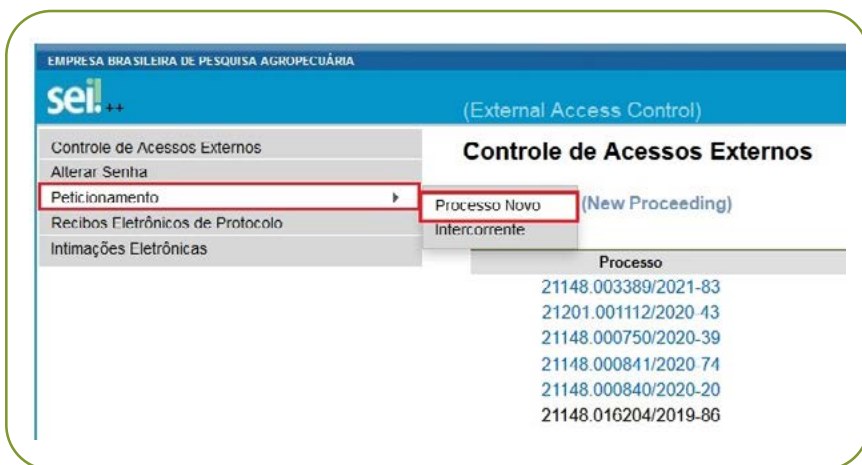 EMPRESA BRASILEIRA DE PESQUISA AGROPECUÁRIA
sei! ++
(External Access Control)
Controle de Acessos Externos
Alterar Senha
Peticionamento
Recibos Eletrônicos de Protocolo
Intimações Eletrônicas
Processo Novo
Intercorrente
Controle de Acessos Externos
(New Proceeding)
Processo
21148.003389/2021-83
21201.001112/2020-43
21148.000750/2020-39
21148.000841/2020-74
21148.000840/2020-20
21148.016204/2019-86